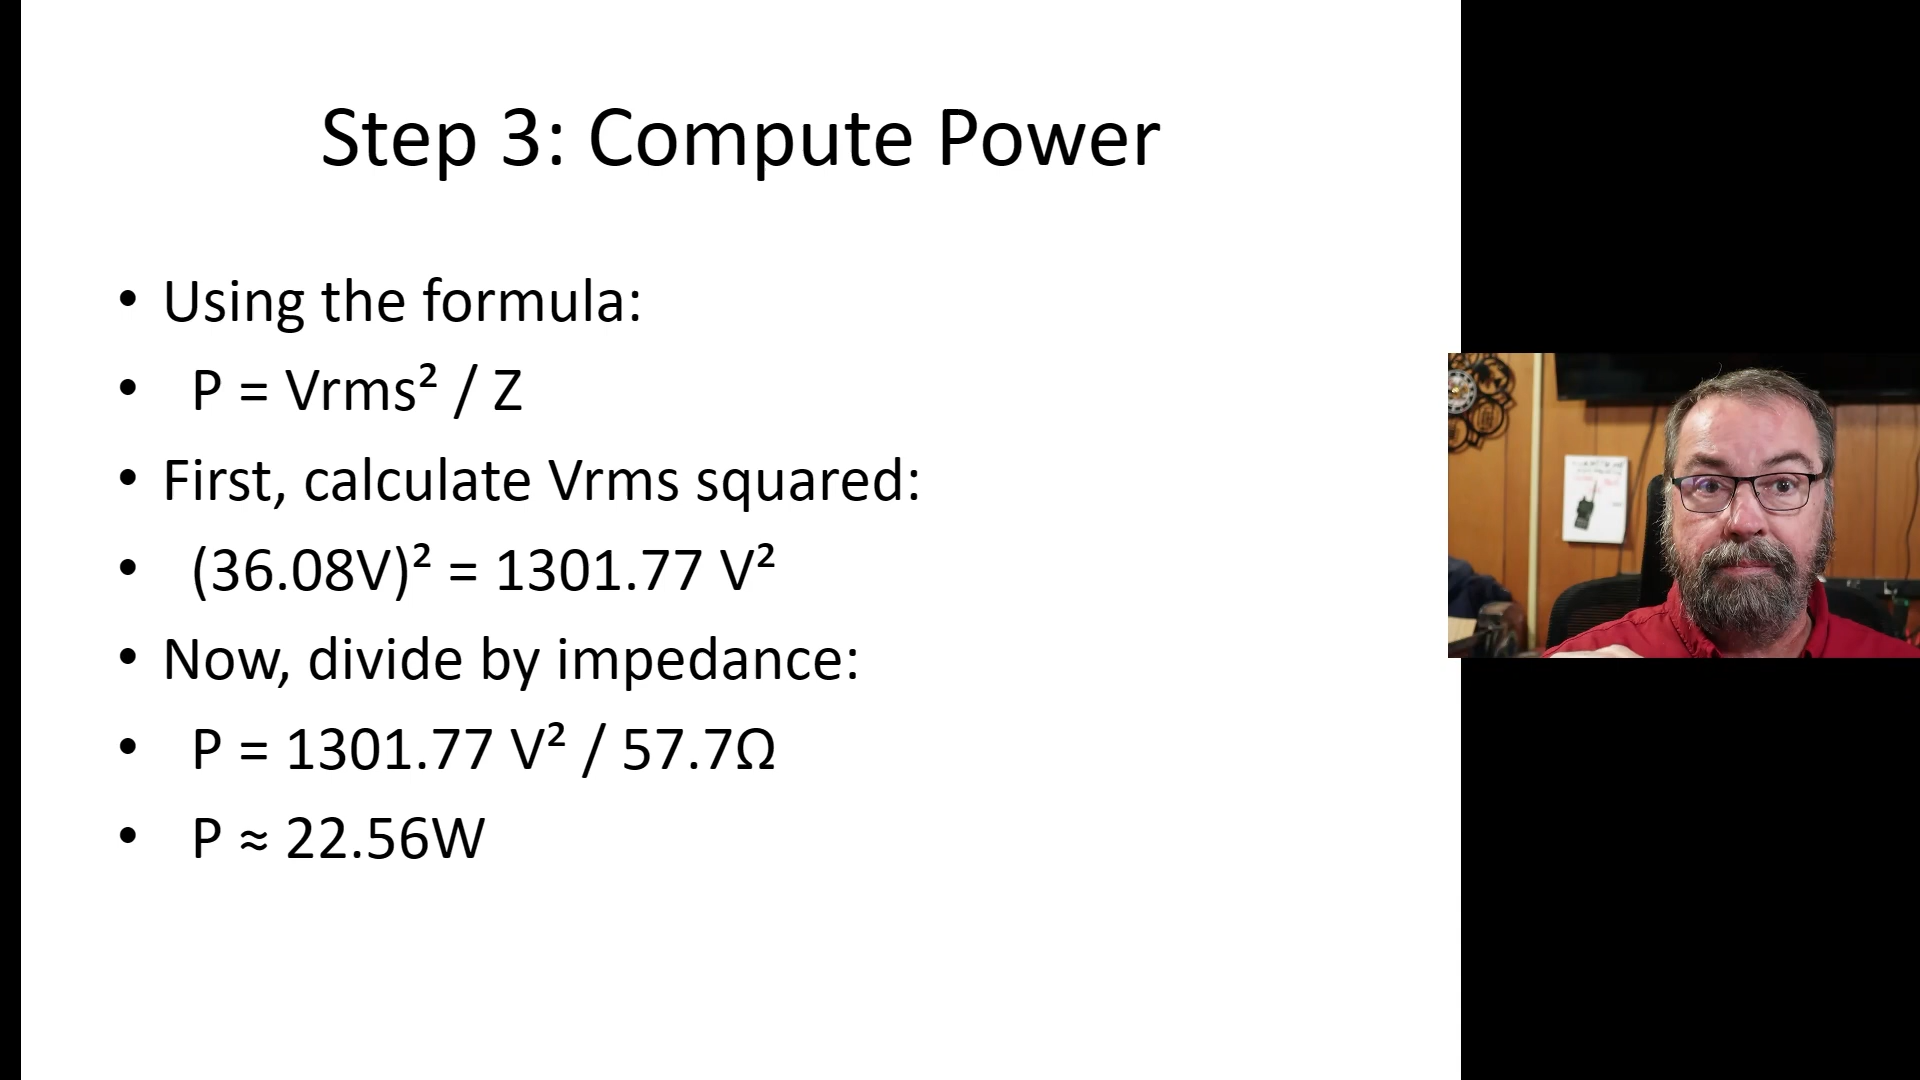 Step 3: Compute Power
• Using the formula:
• P = Vrms² / Z
• First, calculate Vrms squared:
• (36.08V)² = 1301.77 V²
• Now, divide by impedance:
• P = 1301.77 V² / 57.7Ω
• P ≈ 22.56W